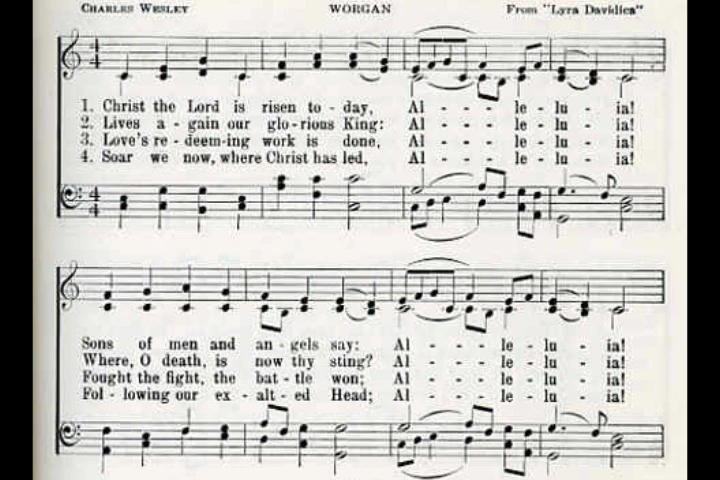 CHARLES WESLEY WORGAN From "Lyra Davidica"
1. Christ the Lord is risen to - day, Al - - - le - lu - ia!
2. Lives a - gain our glo - rious King: Al - - - le - lu - ia!
3. Love's re - deem-ing work is done, Al - - - le - lu - ia!
4. Soar we now, where Christ has led, Al - - - le - lu - ia!
Sons of men and an - gels say: Al - - - le - lu - ia!
Where, O death, is now thy sting? Al - - - le - lu - ia!
Fought the fight, the bat - tle won; Al - - - le - lu - ia!
Fol - lowing our ex - alt - ed Head; Al - - - le - lu - ia!